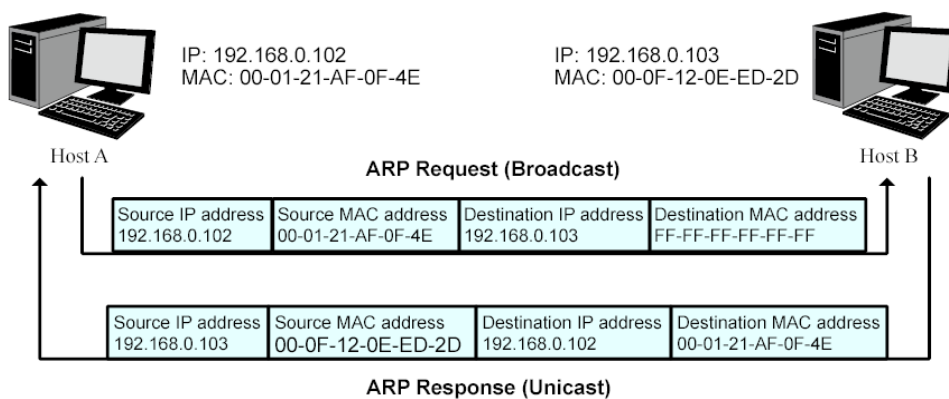 IP: 192.168.0.102
MAC: 00-01-21-AF-0F-4E
IP: 192.168.0.103
MAC: 00-0F-12-0E-ED-2D
Host A
Host B
ARP Request (Broadcast)
Source IP address
192.168.0.102
Source MAC address
00-01-21-AF-0F-4E
Destination IP address
192.168.0.103
Destination MAC address
FF-FF-FF-FF-FF-FF
Source IP address
192.168.0.103
Source MAC address
00-0F-12-0E-ED-2D
Destination IP address
192.168.0.102
Destination MAC address
00-01-21-AF-0F-4E
ARP Response (Unicast)